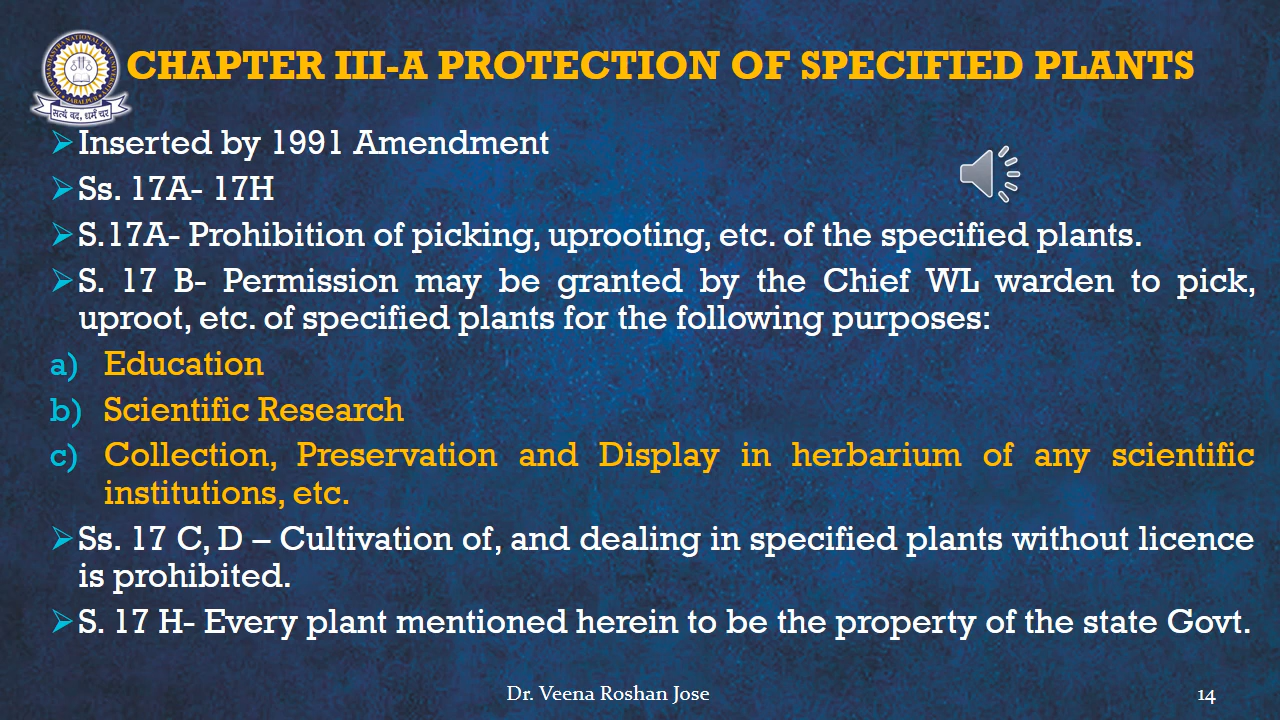 CHAPTER III-A PROTECTION OF SPECIFIED PLANTS
सत्यं वद, धर्मं चर
Inserted by 1991 Amendment
Ss. 17A- 17H
S.17A- Prohibition of picking, uprooting, etc. of the specified plants.
S. 17 B- Permission may be granted by the Chief WL warden to pick,
uproot, etc. of specified plants for the following purposes:
a) Education
b) Scientific Research
c) Collection, Preservation and Display in herbarium of any scientific
institutions, etc.
Ss. 17 C, D – Cultivation of, and dealing in specified plants without licence
is prohibited.
S. 17 H- Every plant mentioned herein to be the property of the state Govt.
Dr. Veena Roshan Jose
14